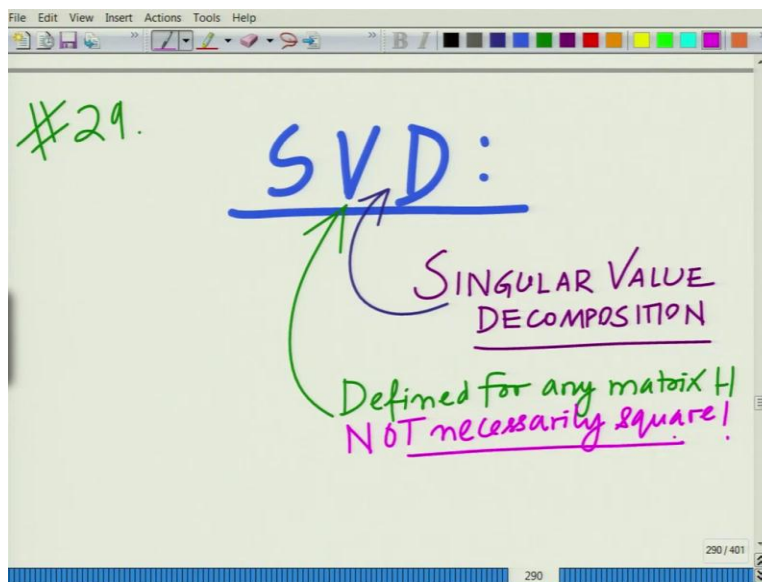 File Edit View Insert Actions Tools Help
» » B I »
#29.
SVD:
SINGULAR VALUE
DECOMPOSITION
Defined for any matrix H
NOT necessarily square!
290/401
290